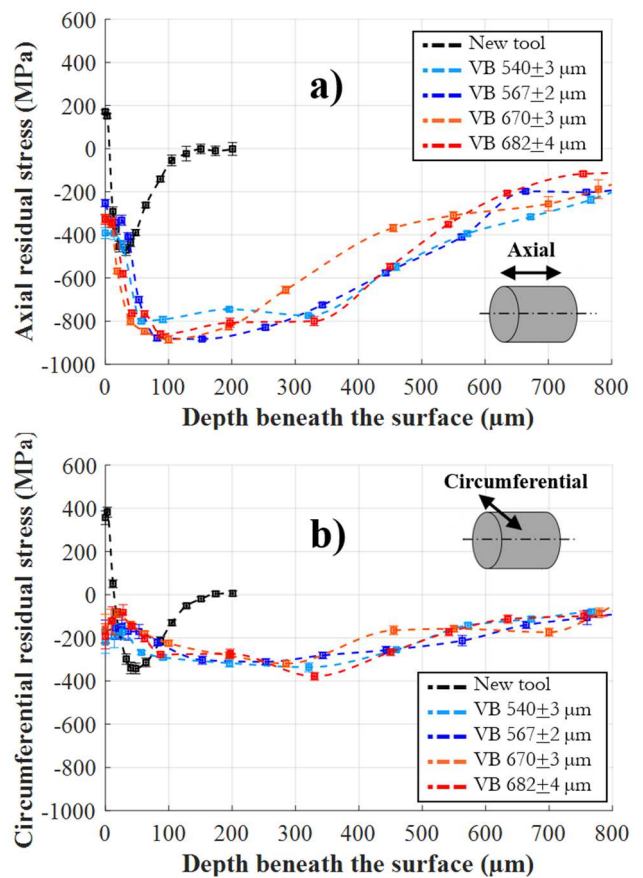 600
400
200
0
-200
-400
-600
-800
-1000
Axial residual stress (MPa)
a)
New tool
VB 540±3 µm
VB 567±2 µm
VB 670±3 µm
VB 682±4 µm
Axial
0 100 200 300 400 500 600 700 800
Depth beneath the surface (µm)
600
400
200
0
-200
-400
-600
-800
-1000
Circumferential residual stress (MPa)
b)
Circumferential
New tool
VB 540±3 µm
VB 567±2 µm
VB 670±3 µm
VB 682±4 µm
0 100 200 300 400 500 600 700 800
Depth beneath the surface (µm)